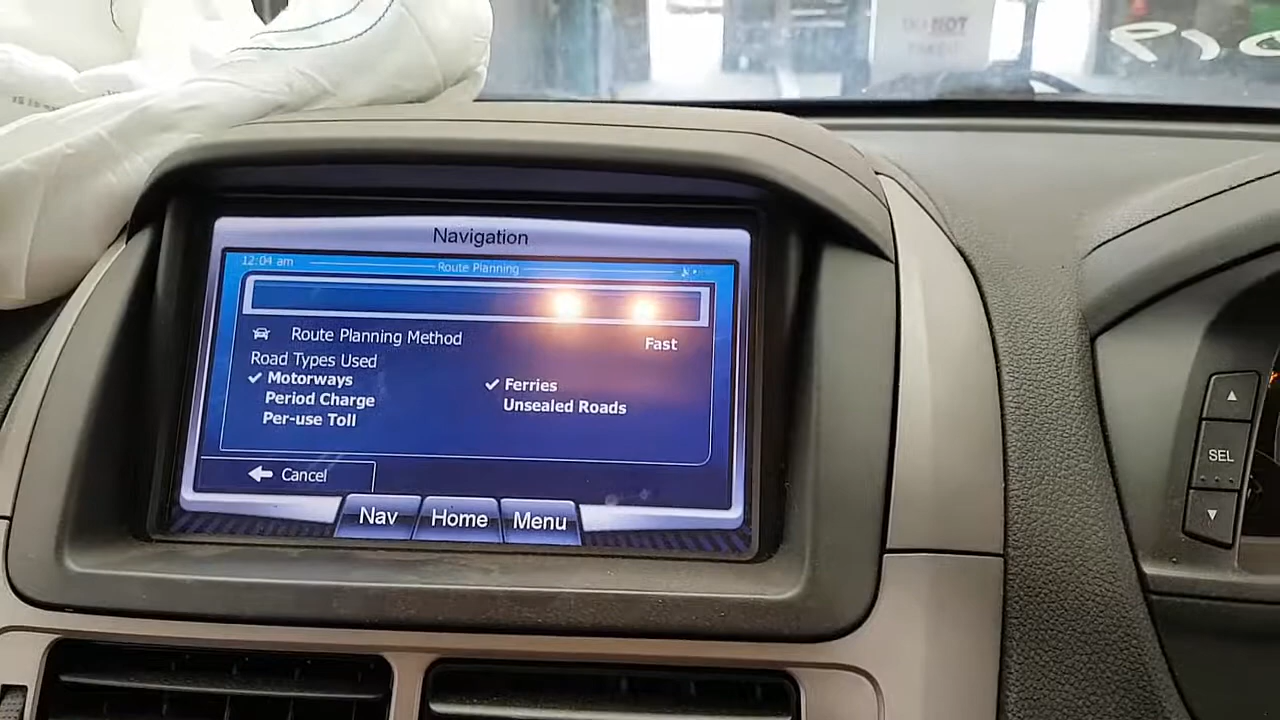 Navigation
12:04 am
Route Planning
Route Planning Method
Fast
Road Types Used
Motorways
Ferries
Period Charge
Unsealed Roads
Per-use Toll
Cancel
Nav
Home
Menu
SEL